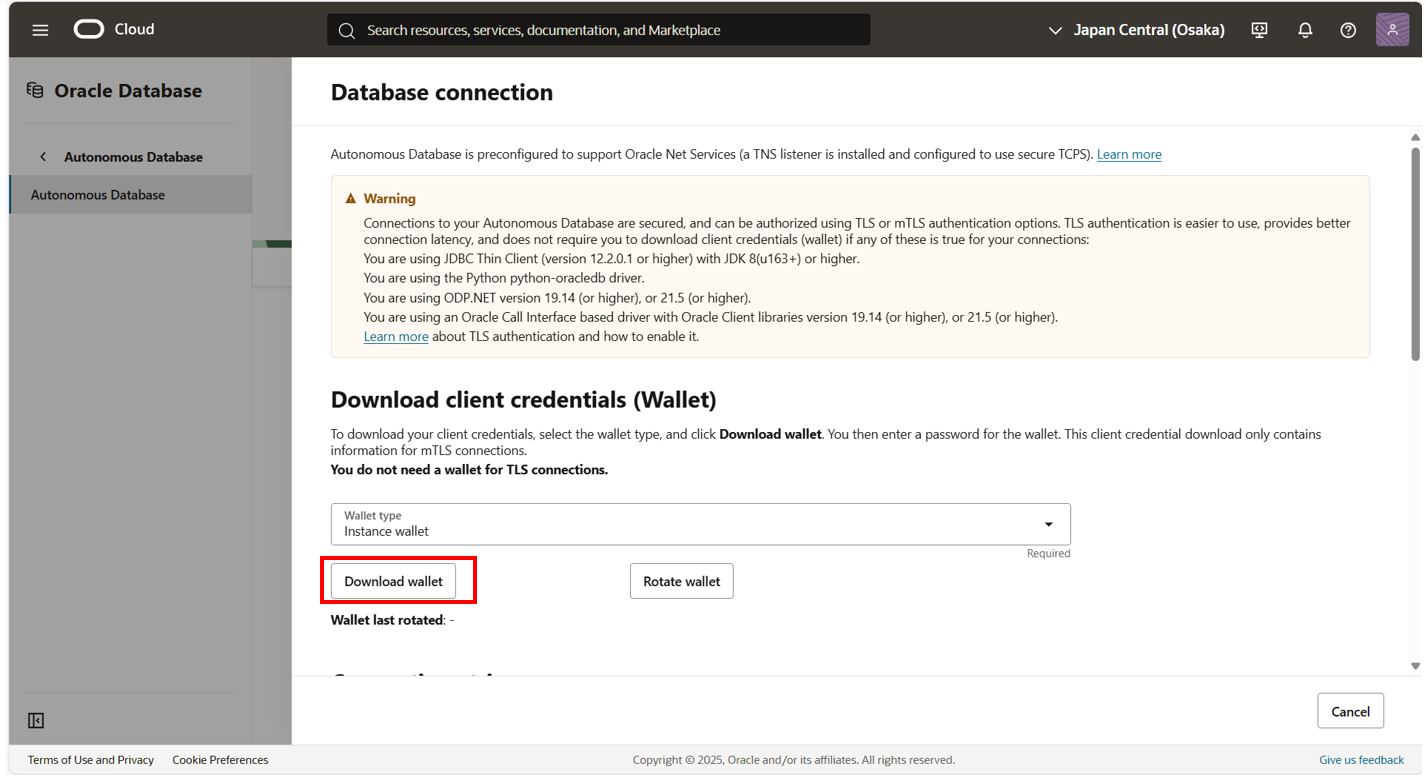 Cloud
Search resources, services, documentation, and Marketplace
Japan Central (Osaka)
Oracle Database
Autonomous Database
Autonomous Database
Database connection
Autonomous Database is preconfigured to support Oracle Net Services (a TNS listener is installed and configured to use secure TCPS). Learn more
Warning
Connections to your Autonomous Database are secured, and can be authorized using TLS or mTLS authentication options. TLS authentication is easier to use, provides better
connection latency, and does not require you to download client credentials (wallet) if any of these is true for your connections:
You are using JDBC Thin Client (version 12.2.0.1 or higher) with JDK 8(u163+) or higher.
You are using the Python python-oracledb driver.
You are using ODP.NET version 19.14 (or higher), or 21.5 (or higher).
You are using an Oracle Call Interface based driver with Oracle Client libraries version 19.14 (or higher), or 21.5 (or higher).
Learn more about TLS authentication and how to enable it.
Download client credentials (Wallet)
To download your client credentials, select the wallet type, and click Download wallet. You then enter a password for the wallet. This client credential download only contains
information for mTLS connections.
You do not need a wallet for TLS connections.
Wallet type
Instance wallet
Required
Download wallet
Rotate wallet
Wallet last rotated: -
Cancel
Terms of Use and Privacy
Cookie Preferences
Copyright © 2025, Oracle and/or its affiliates. All rights reserved.
Give us feedback